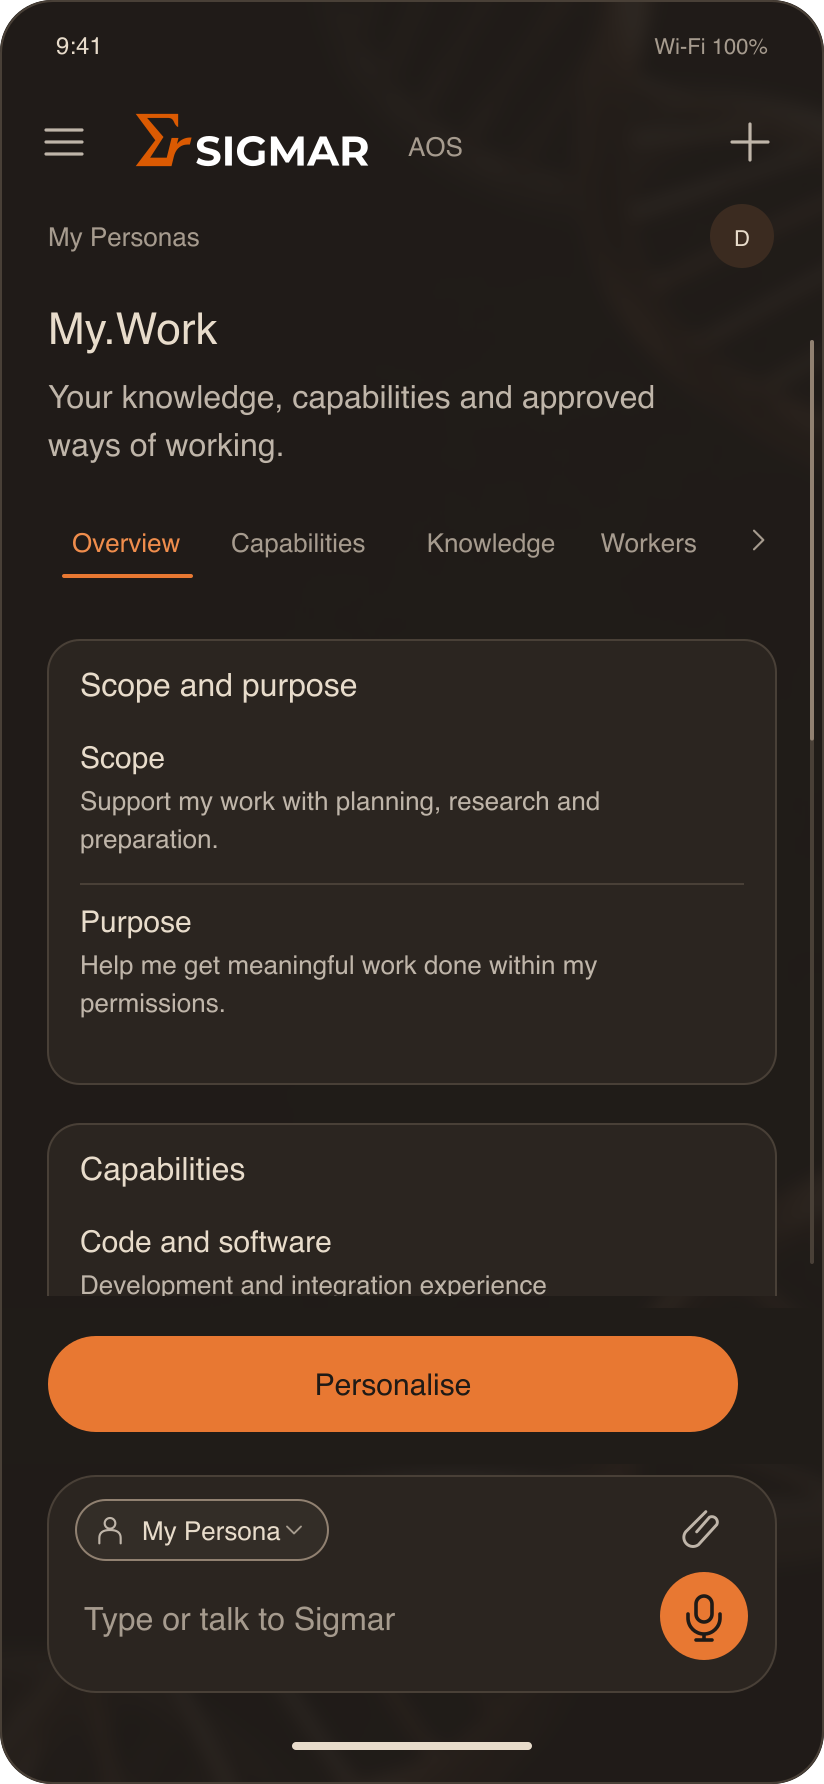 9:41
Wi-Fi 100%
Σr SIGMAR AOS
My Personas
D
My.Work
Your knowledge, capabilities and approved
ways of working.
Overview Capabilities Knowledge Workers
Scope and purpose
Scope
Support my work with planning, research and
preparation.
Purpose
Help me get meaningful work done within my
permissions.
Capabilities
Code and software
Development and integration experience
Personalise
My Persona
Type or talk to Sigmar